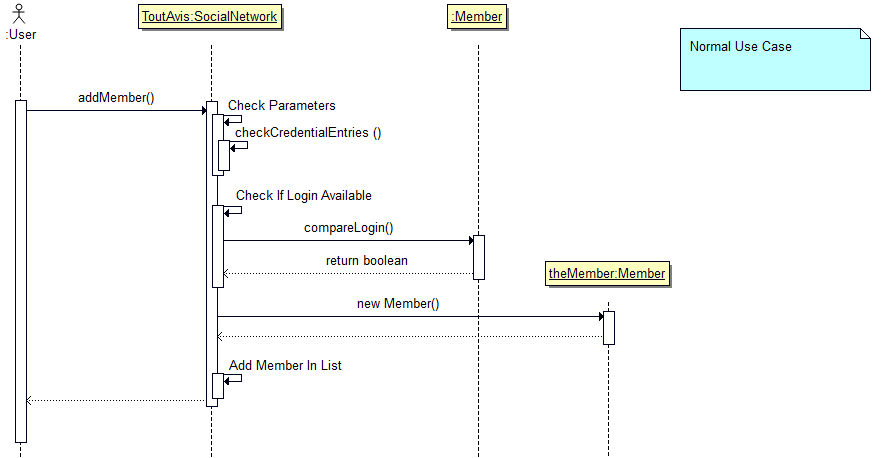 :User
ToutAvis:SocialNetwork
:Member
Normal Use Case
addMember()
Check Parameters
checkCredentialEntries ()
Check If Login Available
compareLogin()
return boolean
theMember:Member
new Member()
Add Member In List